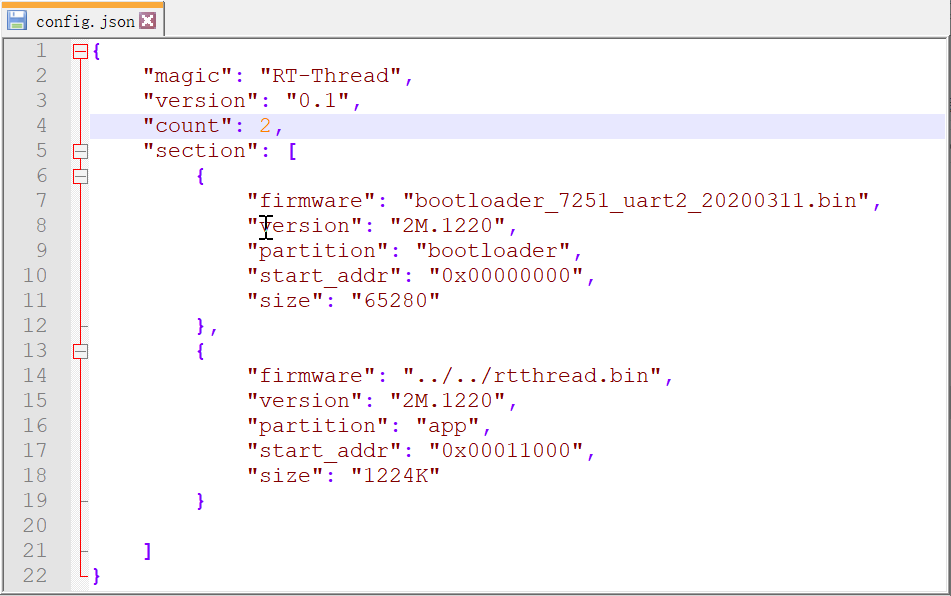 config.json
1 {
2 "magic": "RT-Thread",
3 "version": "0.1",
4 "count": 2,
5 "section": [
6 {
7 "firmware": "bootloader_7251_uart2_20200311.bin",
8 "version": "2M.1220",
9 "partition": "bootloader",
10 "start_addr": "0x00000000",
11 "size": "65280"
12 },
13 {
14 "firmware": "../../rtthread.bin",
15 "version": "2M.1220",
16 "partition": "app",
17 "start_addr": "0x00011000",
18 "size": "1224K"
19 }
20
21 ]
22 }